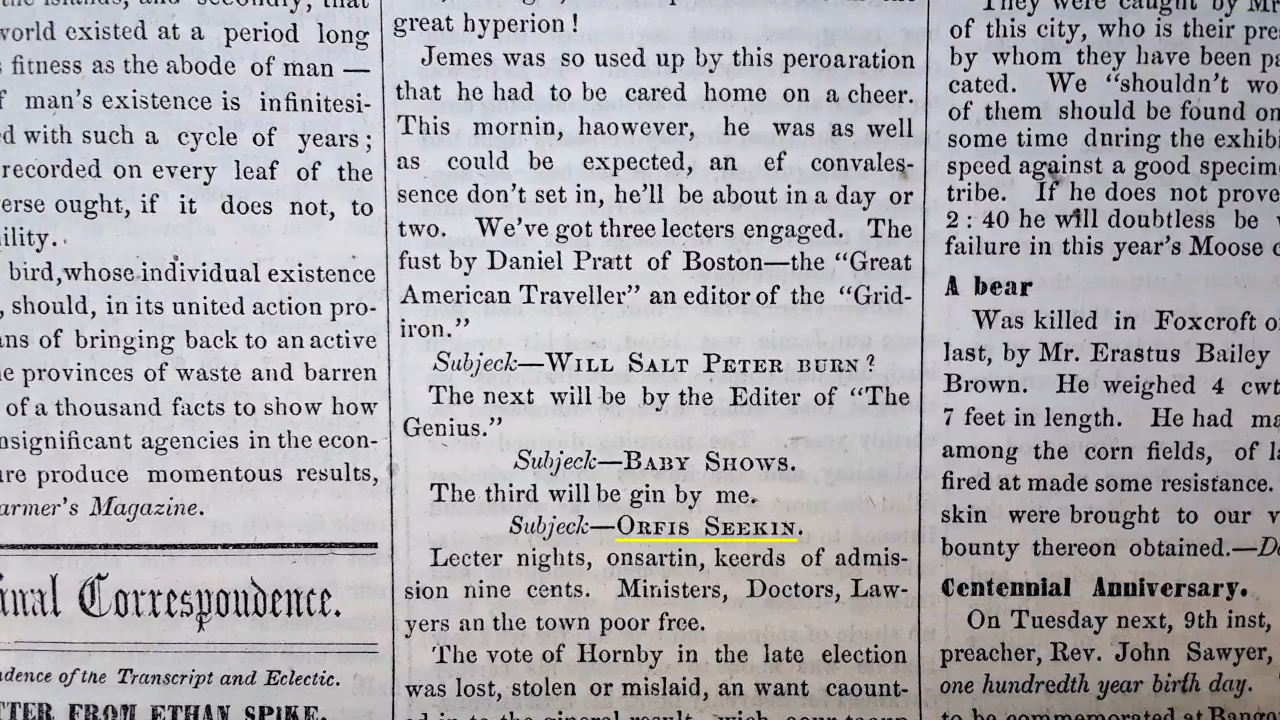 the islands, and secondly, that
world existed at a period long
fitness as the abode of man —
man's existence is infinitesi-
with such a cycle of years;
recorded on every leaf of the
ought, if it does not, to
bird, whose individual existence
, should, in its united action pro-
of bringing back to an active
provinces of waste and barren
of a thousand facts to show how
agencies in the econ-
produce momentous results,
Magazine.
Correspondence.
of the Transcript and Eclectic.
FROM ETHAN SPIKE.
great hyperion!
Jemes was so used up by this peroaration
that he had to be cared home on a cheer.
This mornin, haowever, he was as well
as could be expected, an ef convales-
sence don't set in, he'll be about in a day or
two. We've got three lecters engaged. The
fust by Daniel Pratt of Boston—the "Great
American Traveller" an editor of the "Grid-
iron."
Subjeck—WILL SALT PETER BURN?
The next will be by the Editer of "The
Genius."
Subjeck—BABY SHOWS.
The third will be gin by me.
Subjeck—ORFIS SEEKIN.
Lecter nights, onsartin, keerds of admis-
sion nine cents. Ministers, Doctors, Law-
yers an the town poor free.
The vote of Hornby in the late election
was lost, stolen or mislaid, an want caount-
They were caught by
of this city, who is their
by whom they have been
cated. We "shouldn't
of them should be found
some time dnring the
speed against a good
tribe. If he does not prove
2:40 he will doubtless be
failure in this year's Moose
A bear
Was killed in Foxcroft
last, by Mr. Erastus Bailey
Brown. He weighed 4 cwt
7 feet in length. He had
among the corn fields, of
fired at made some resistance.
skin were brought to our
bounty thereon obtained.—
Centennial Anniversary.
On Tuesday next, 9th inst,
preacher, Rev. John Sawyer,
one hundredth year birth day.
to be commemorated at